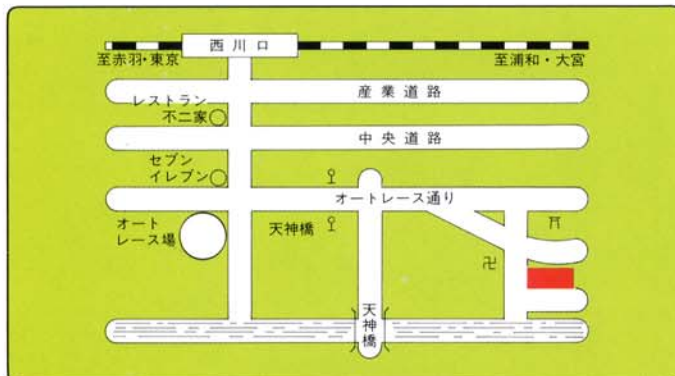 西川口
至赤羽・東京
至浦和・大宮
産業道路
レストラン
不二家
中央道路
セブン
イレブン
オートレース通り
オート
レース場
天神橋
天神橋